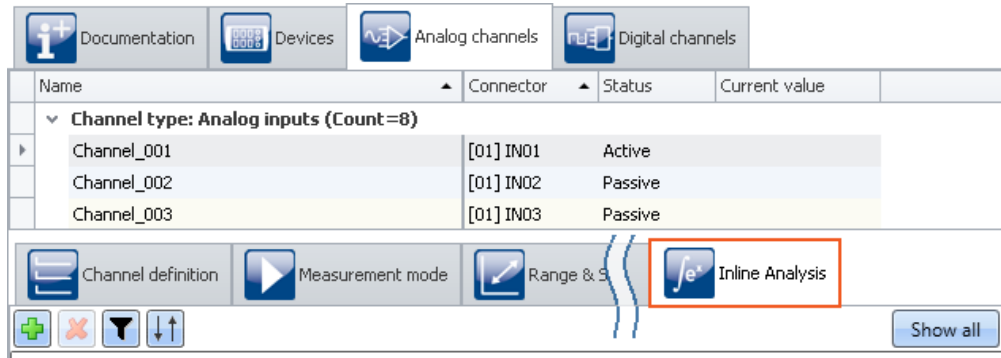 Documentation Devices Analog channels Digital channels
Name Connector Status Current value
Channel type: Analog inputs (Count=8)
Channel_001 [01] IN01 Active
Channel_002 [01] IN02 Passive
Channel_003 [01] IN03 Passive
Channel definition Measurement mode Range & S Inline Analysis
Show all